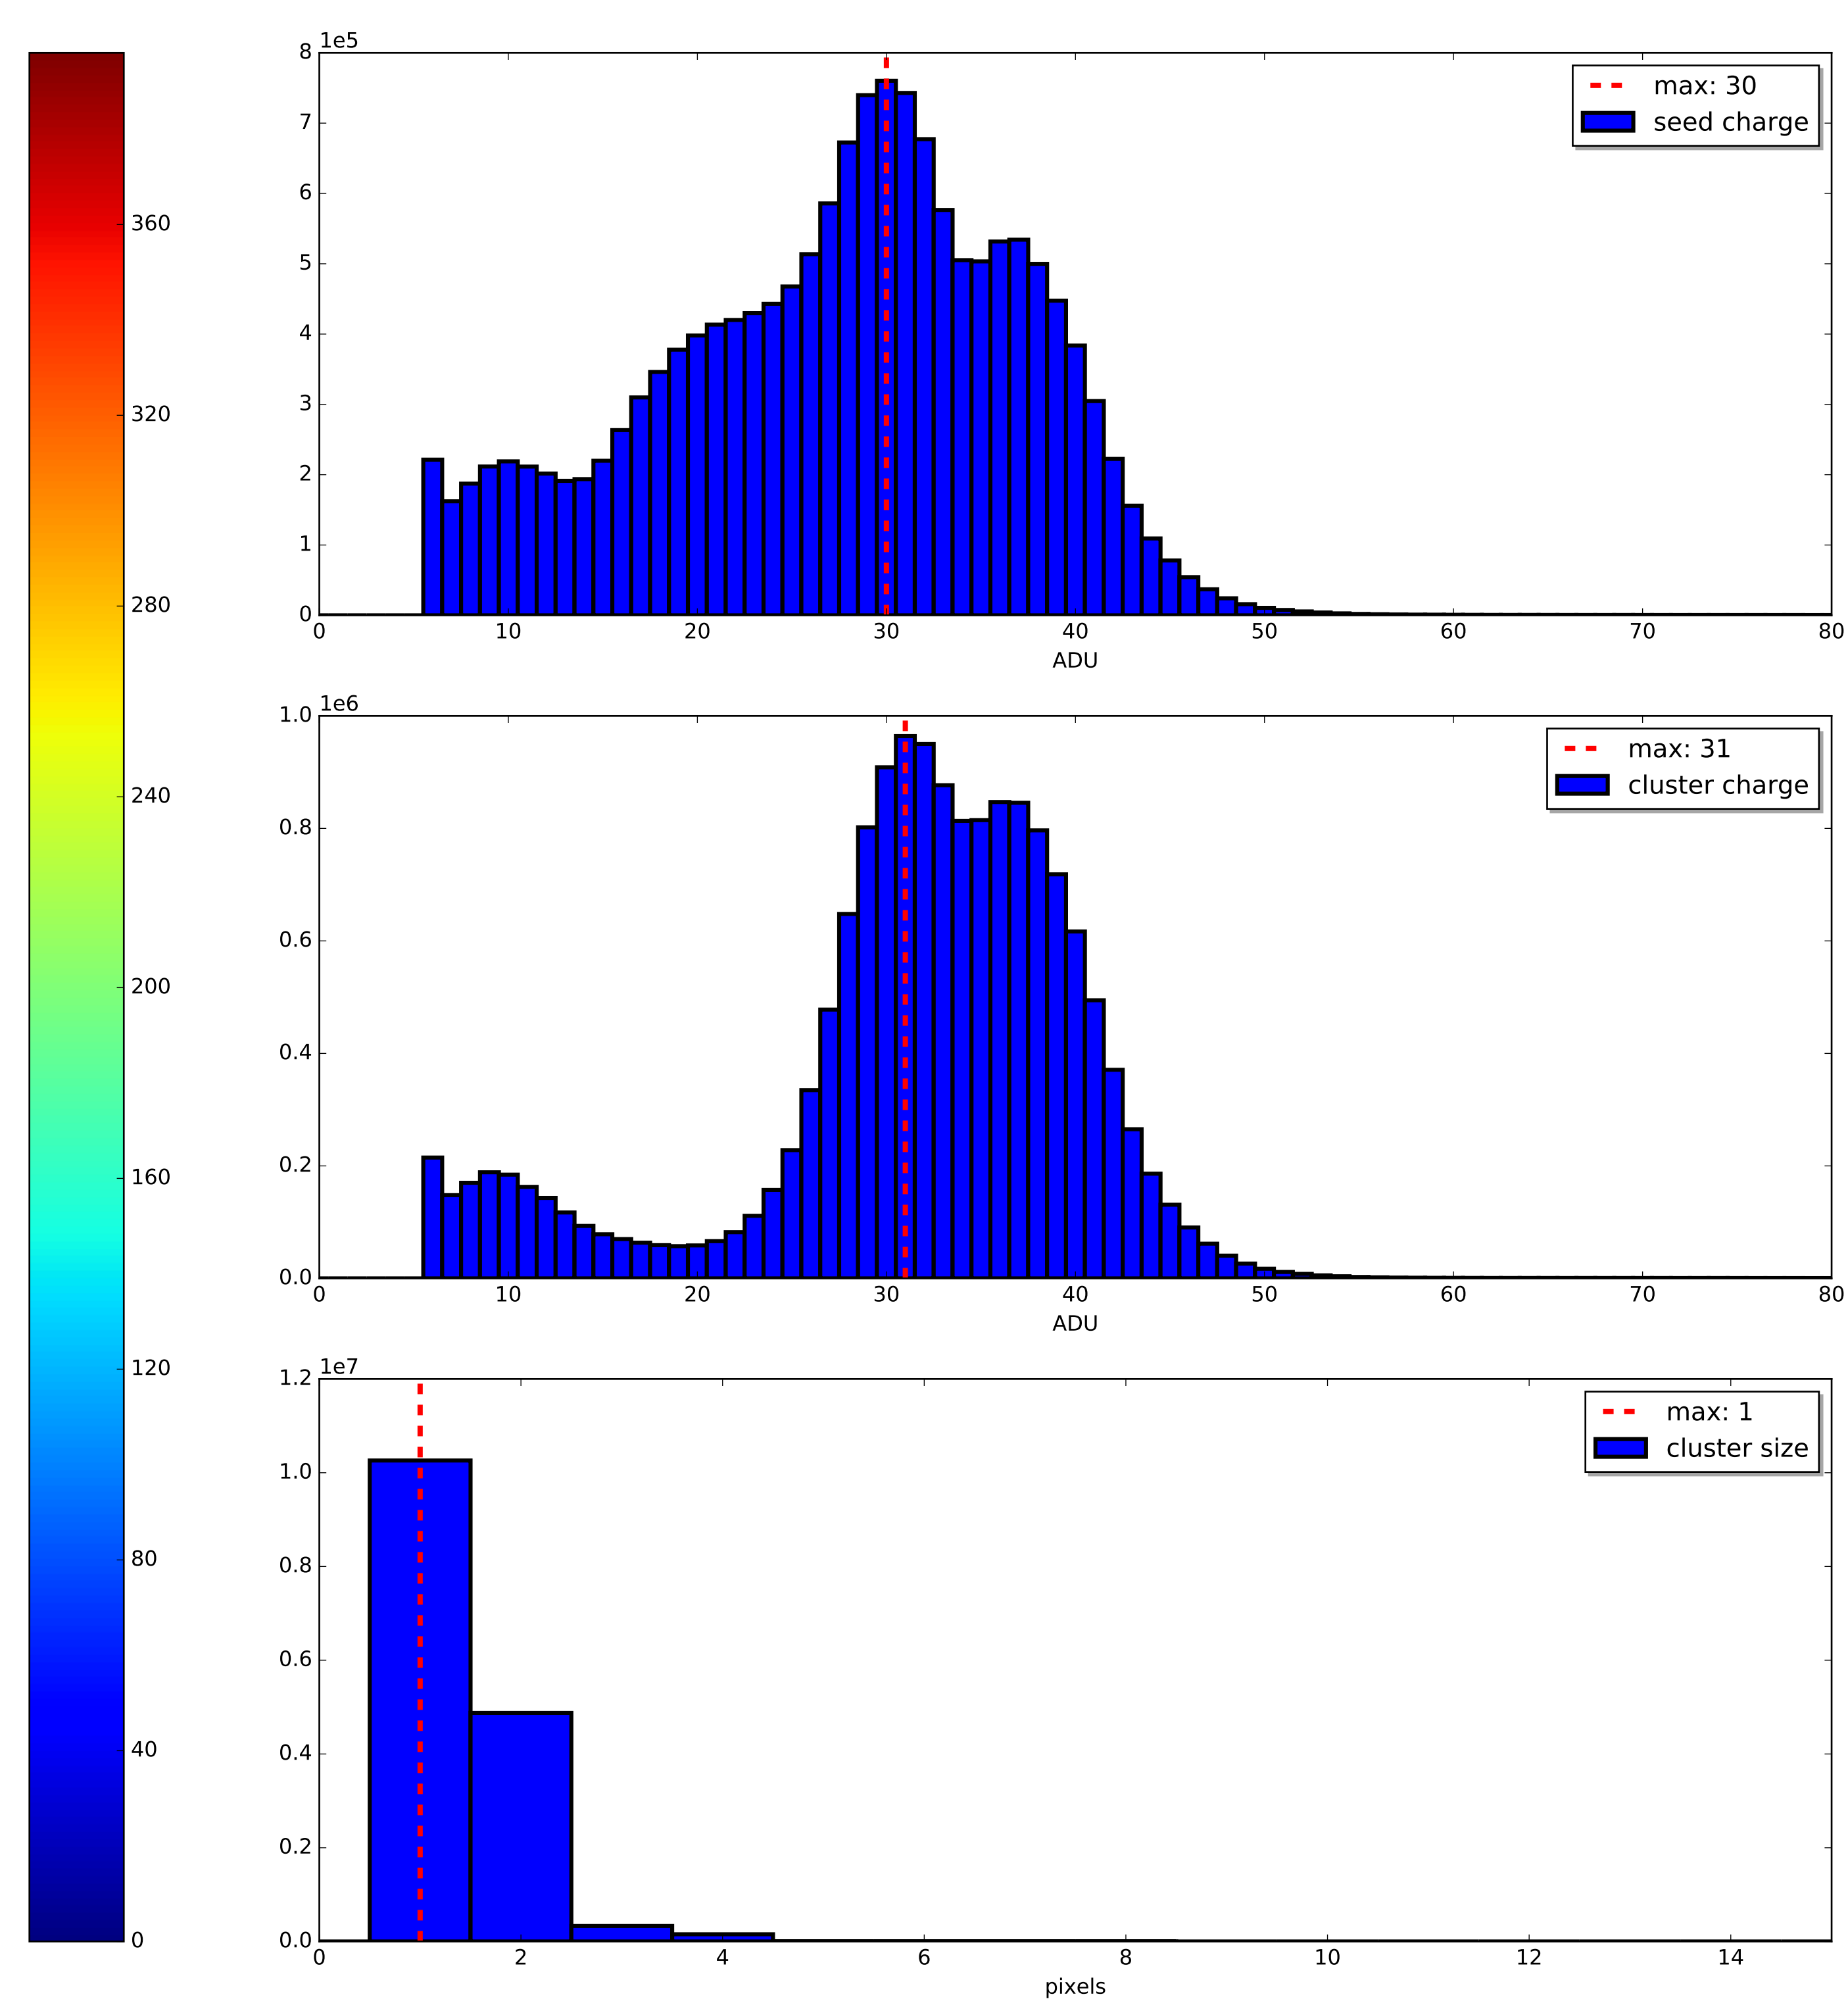 360
320
280
240
200
160
120
80
40
0
1e5
8
7
6
5
4
3
2
1
0
max: 30
seed charge
0 10 20 30 40 50 60 70 80
ADU
1e6
1.0
0.8
0.6
0.4
0.2
0.0
max: 31
cluster charge
0 10 20 30 40 50 60 70 80
ADU
1e7
1.2
1.0
0.8
0.6
0.4
0.2
0.0
max: 1
cluster size
0 2 4 6 8 10 12 14
pixels